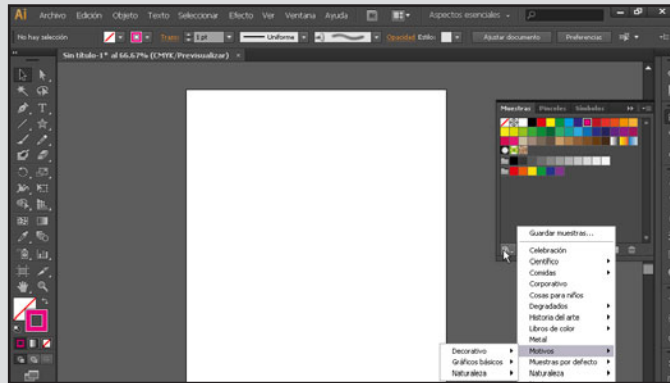 Ai Archivo Edición Objeto Texto Seleccionar Efecto Ver Ventana Ayuda Aspectos esenciales
No hay selección Trazo: 1 pt Uniforme Opacidad Estilo: Ajustar documento Preferencias
Sin título-1* al 66.67% (CMYK/Previsualizar) ×
Muestras Pinceles Símbolos
Guardar muestras...
Celebración
Científico
Comidas
Corporativo
Cosas para niños
Degradados
Historia del arte
Libros de color
Metal
Decorativo Motivos
Gráficos básicos Muestras por defecto
Naturaleza Naturaleza